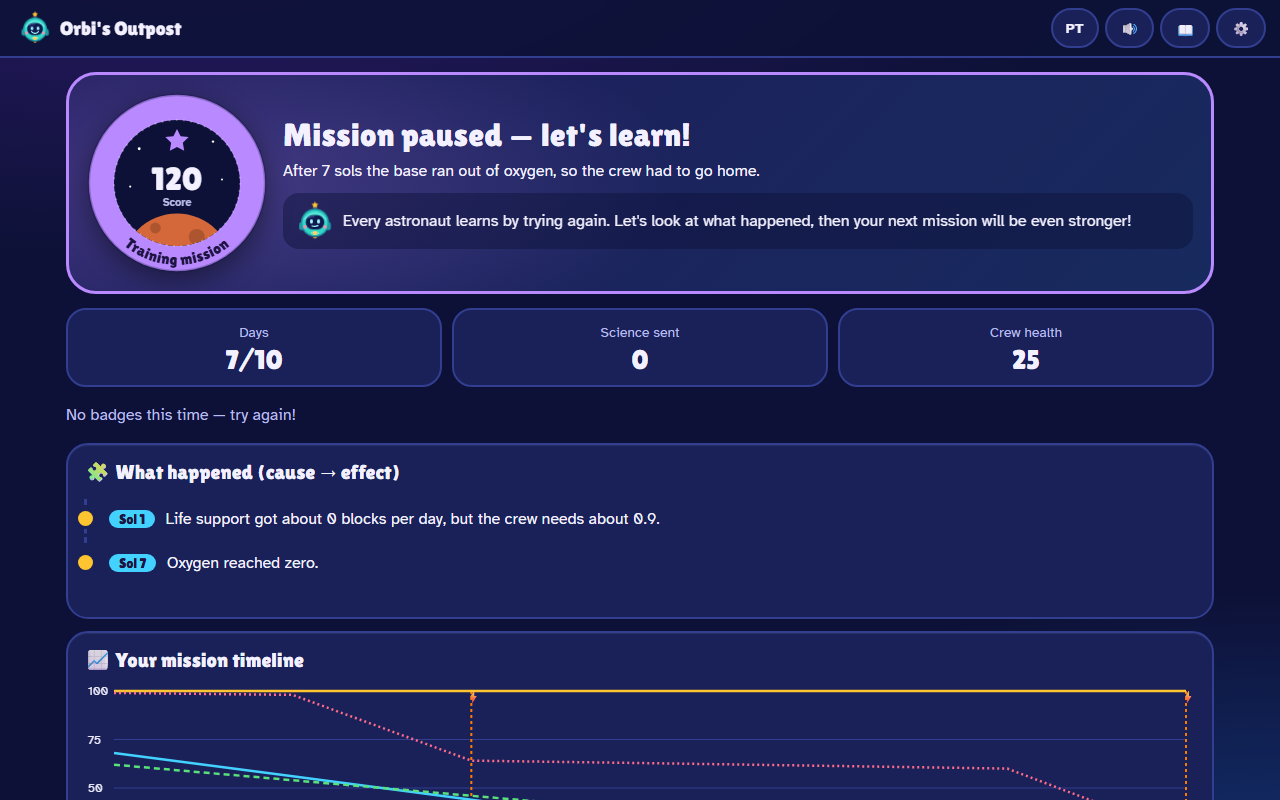 Orbi's Outpost
PT
120
Score
Training mission
Mission paused — let's learn!
After 7 sols the base ran out of oxygen, so the crew had to go home.
Every astronaut learns by trying again. Let's look at what happened, then your next mission will be even stronger!
Days
7/10
Science sent
0
Crew health
25
No badges this time — try again!
What happened (cause → effect)
Sol 1 Life support got about 0 blocks per day, but the crew needs about 0.9.
Sol 7 Oxygen reached zero.
Your mission timeline
100
75
50